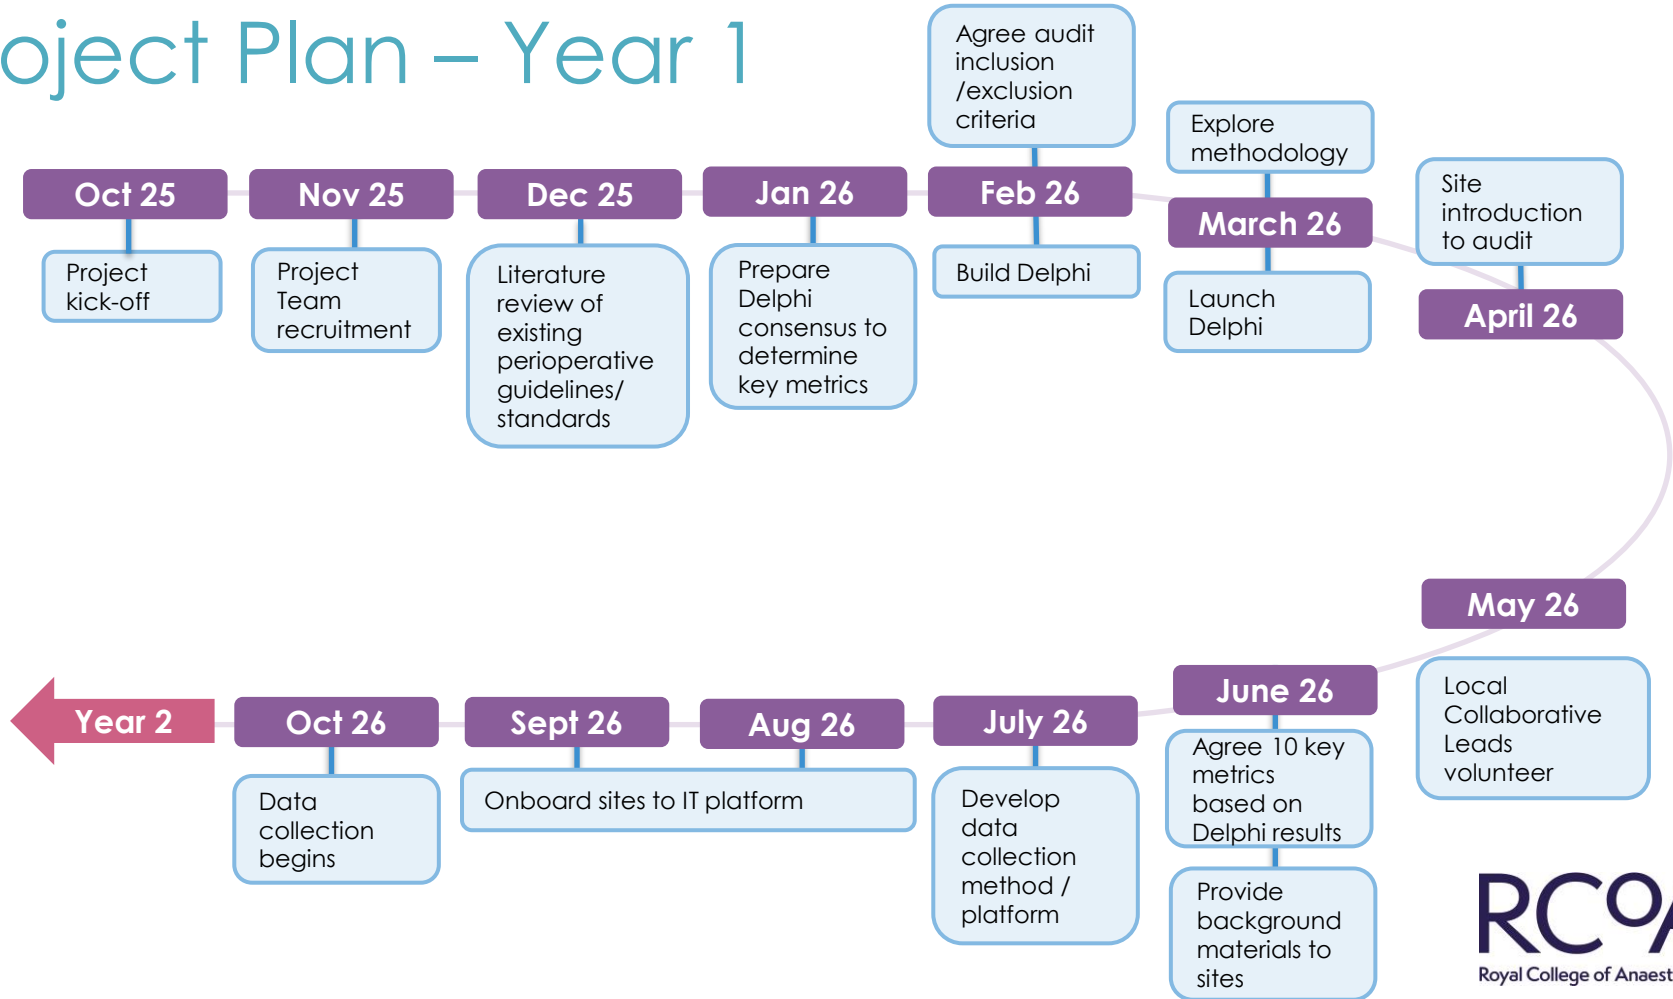 oject Plan – Year 1
Oct 25
Project
kick-off
Nov 25
Project
Team
recruitment
Dec 25
Literature
review of
existing
perioperative
guidelines/
standards
Jan 26
Prepare
Delphi
consensus to
determine
key metrics
Agree audit
inclusion
/exclusion
criteria
Feb 26
Build Delphi
Explore
methodology
March 26
Launch
Delphi
Site
introduction
to audit
April 26
May 26
Local
Collaborative
Leads
volunteer
June 26
Agree 10 key
metrics
based on
Delphi results
Provide
background
materials to
sites
July 26
Develop
data
collection
method /
platform
Aug 26
Sept 26
Onboard sites to IT platform
Oct 26
Data
collection
begins
Year 2
RCoA
Royal College of Anaest